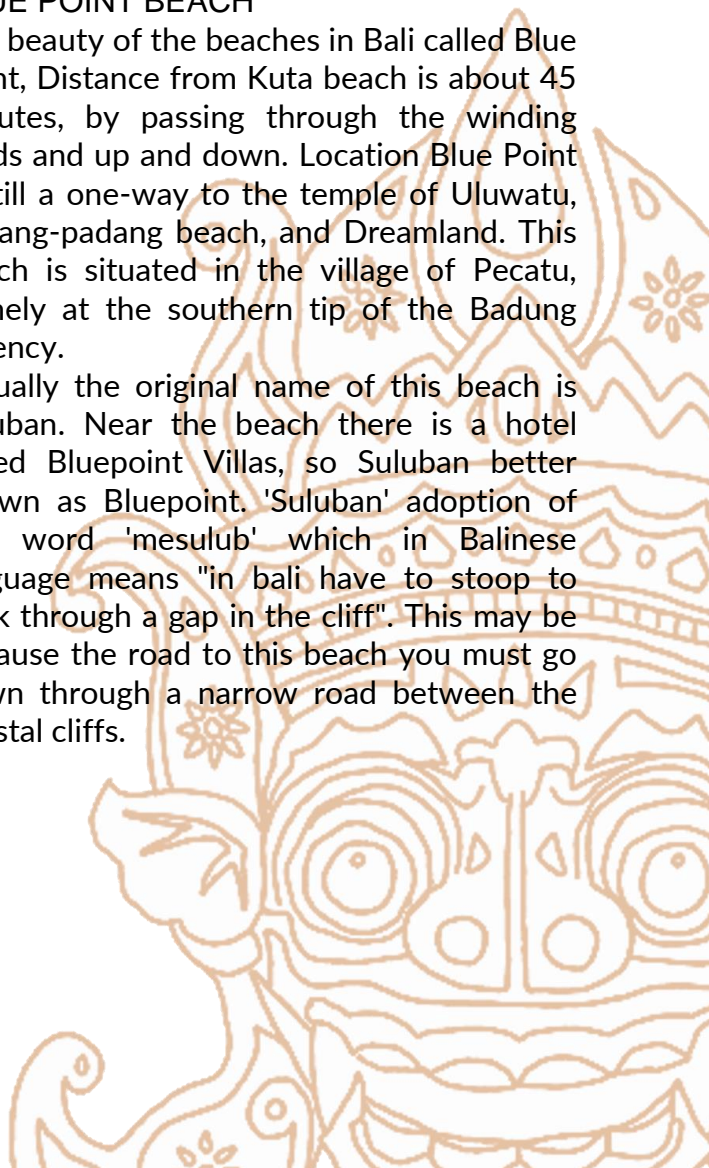 UE POINT BEACH
beauty of the beaches in Bali called Blue
nt, Distance from Kuta beach is about 45
utes, by passing through the winding
ds and up and down. Location Blue Point
till a one-way to the temple of Uluwatu,
ang-padang beach, and Dreamland. This
ch is situated in the village of Pecatu,
nely at the southern tip of the Badung
ency.
ually the original name of this beach is
uban. Near the beach there is a hotel
ed Bluepoint Villas, so Suluban better
wn as Bluepoint. 'Suluban' adoption of
word 'mesulub' which in Balinese
guage means "in bali have to stoop to
k through a gap in the cliff". This may be
ause the road to this beach you must go
wn through a narrow road between the
stal cliffs.